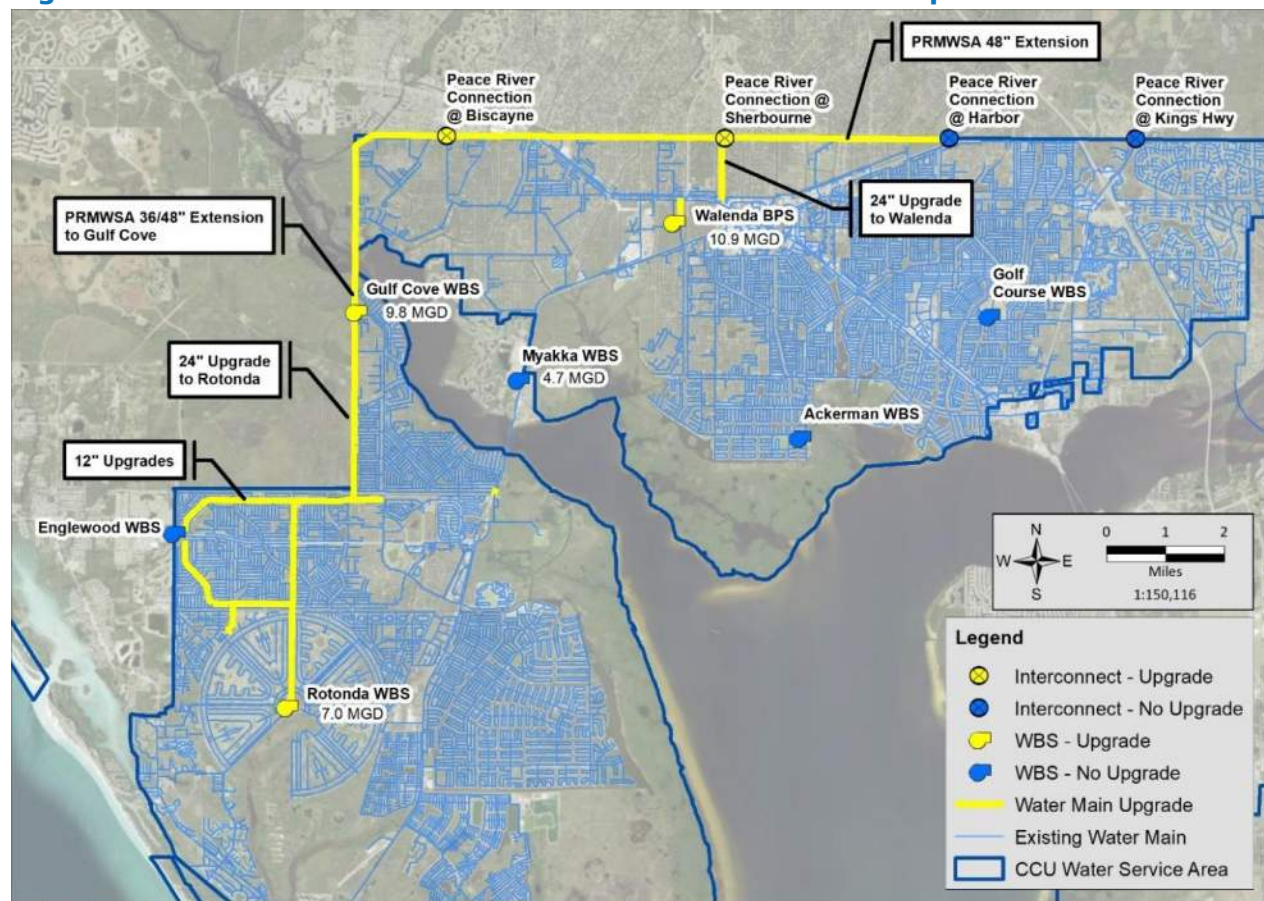 PRMWSA 48" Extension
Peace River
Connection
@ Biscayne
Peace River
Connection @
Sherbourne
Peace River
Connection
@ Harbor
Peace River
Connection
@ Kings Hwy
PRMWSA 36/48" Extension
to Gulf Cove
24" Upgrade
to Walenda
Walenda BPS
10.9 MGD
Golf
Course WBS
Gulf Cove WBS
9.8 MGD
24" Upgrade
to Rotonda
Myakka WBS
4.7 MGD
Ackerman WBS
12" Upgrades
Englewood WBS
Rotonda WBS
7.0 MGD
N
W
E
S
0 1 2
Miles
1:150,116
Legend
Interconnect - Upgrade
Interconnect - No Upgrade
WBS - Upgrade
WBS - No Upgrade
Water Main Upgrade
Existing Water Main
CCU Water Service Area